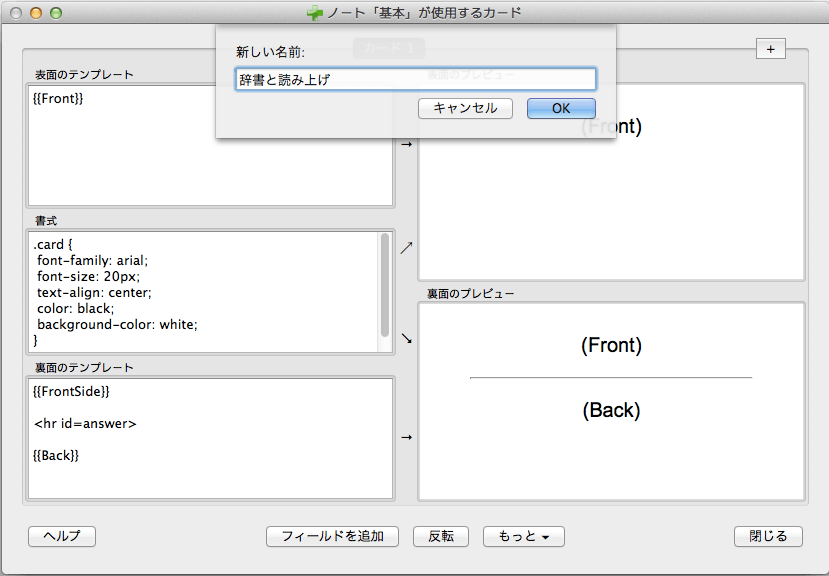 ノート「基本」が使用するカード
新しい名前:
辞書と読み上げ
キャンセル
OK
カード 1
+
表面のテンプレート
{{Front}}
表面のプレビュー
(Front)
書式
.card {
font-family: arial;
font-size: 20px;
text-align: center;
color: black;
background-color: white;
}
裏面のプレビュー
(Front)
(Back)
裏面のテンプレート
{{FrontSide}}
<hr id=answer>
{{Back}}
ヘルプ
フィールドを追加
反転
もっと
閉じる